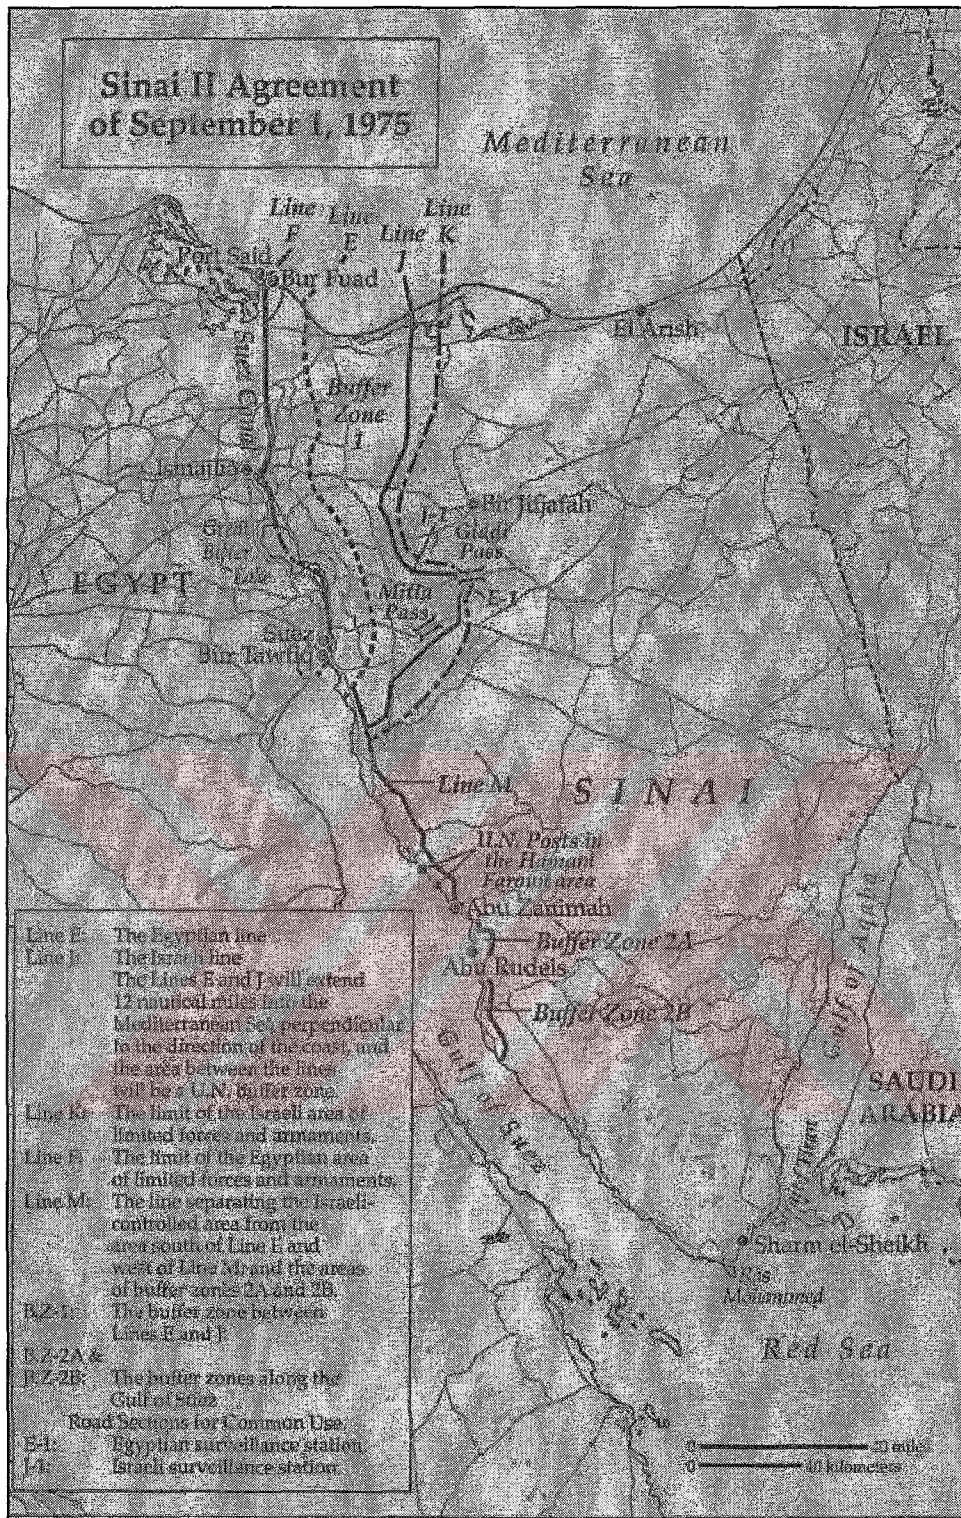 Sinai II Agreement
of September 1, 1975
Mediterranean
Sea
Line
F
Line
E
Line
J
Line
K
Port Said
Bur Fuad
El Arish
ISRAEL
Suez Canal
Buffer
Zone
1
Ismailia
Bir Jifjafah
J-1
Giddi
Pass
Great
Bitter
Lake
EGYPT
Mitla
Pass
E-1
Suez
Bur Tawfiq
Line M
SINAI
U.N. Posts in
the Hamani
Faroun area
Abu Zanimah
Buffer Zone 2A
Abu Rudeis
Buffer Zone 2B
Gulf of Aqaba
Gulf of Suez
SAUDI
ARABIA
Sharm el-Sheikh
Ras
Red Sea
Line E: The Egyptian line
Line J: The Israeli line
The Lines E and J will extend
12 nautical miles into the
Mediterranean Sea perpendicular
to the direction of the coast, and
the area between the lines
will be a U.N. buffer zone.
Line K: The limit of the Israeli area of
limited forces and armaments.
Line F: The limit of the Egyptian area
of limited forces and armaments.
Line M: The line separating the Israeli-
controlled area from the
area south of Line E and
west of Line M; and the areas
of buffer zones 2A and 2B.
B.Z-1: The buffer zone between
Lines E and J.
B.Z-2A &
B.Z-2B: The buffer zones along the
Gulf of Suez
Road Sections for Common Use.
E-1: Egyptian surveillance station
J-1: Israeli surveillance station
0 miles
0 40 kilometers